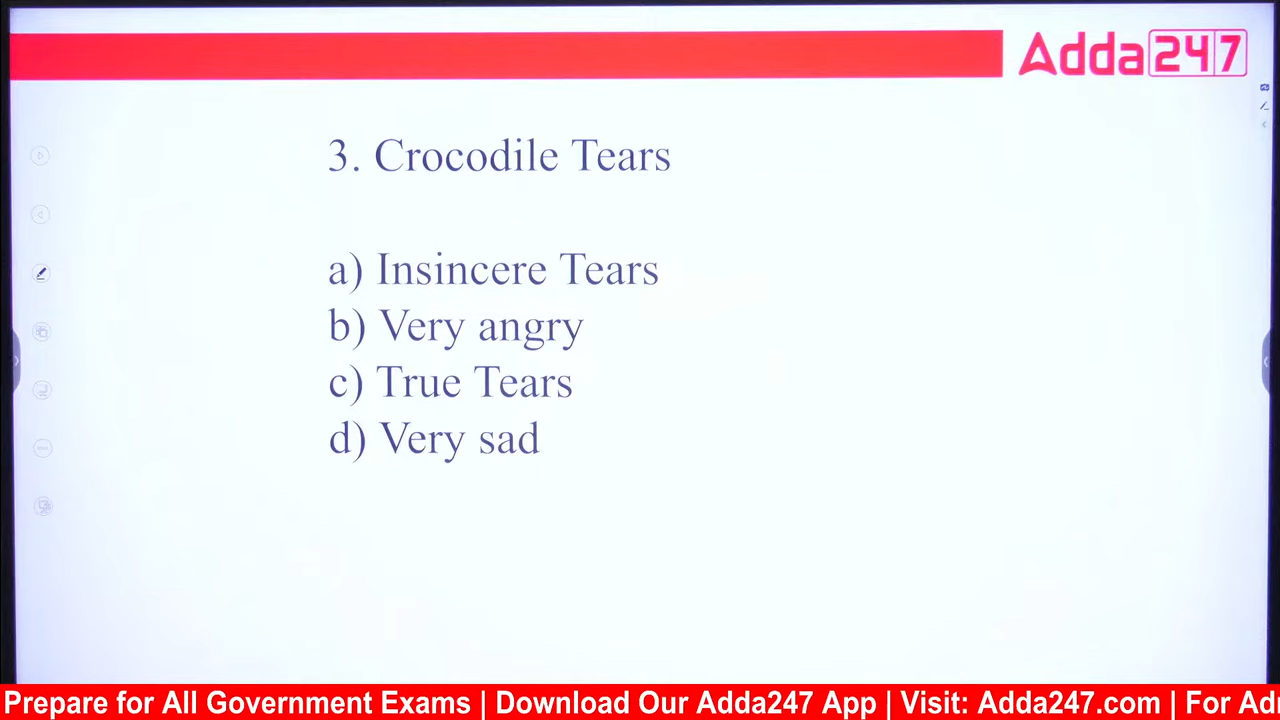 Adda247
3. Crocodile Tears
a) Insincere Tears
b) Very angry
c) True Tears
d) Very sad
Prepare for All Government Exams | Download Our Adda247 App | Visit: Adda247.com | For Ad